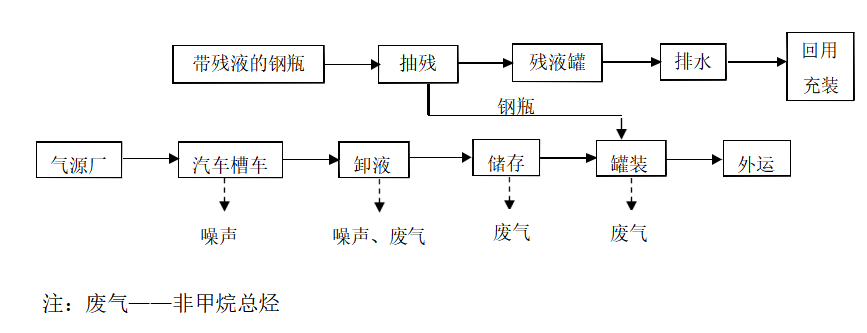 带残液的钢瓶
抽残
残液罐
排水
回用
充装
钢瓶
气源厂
汽车槽车
卸液
储存
罐装
外运
噪声
噪声、废气
废气
废气
注：废气——非甲烷总烃